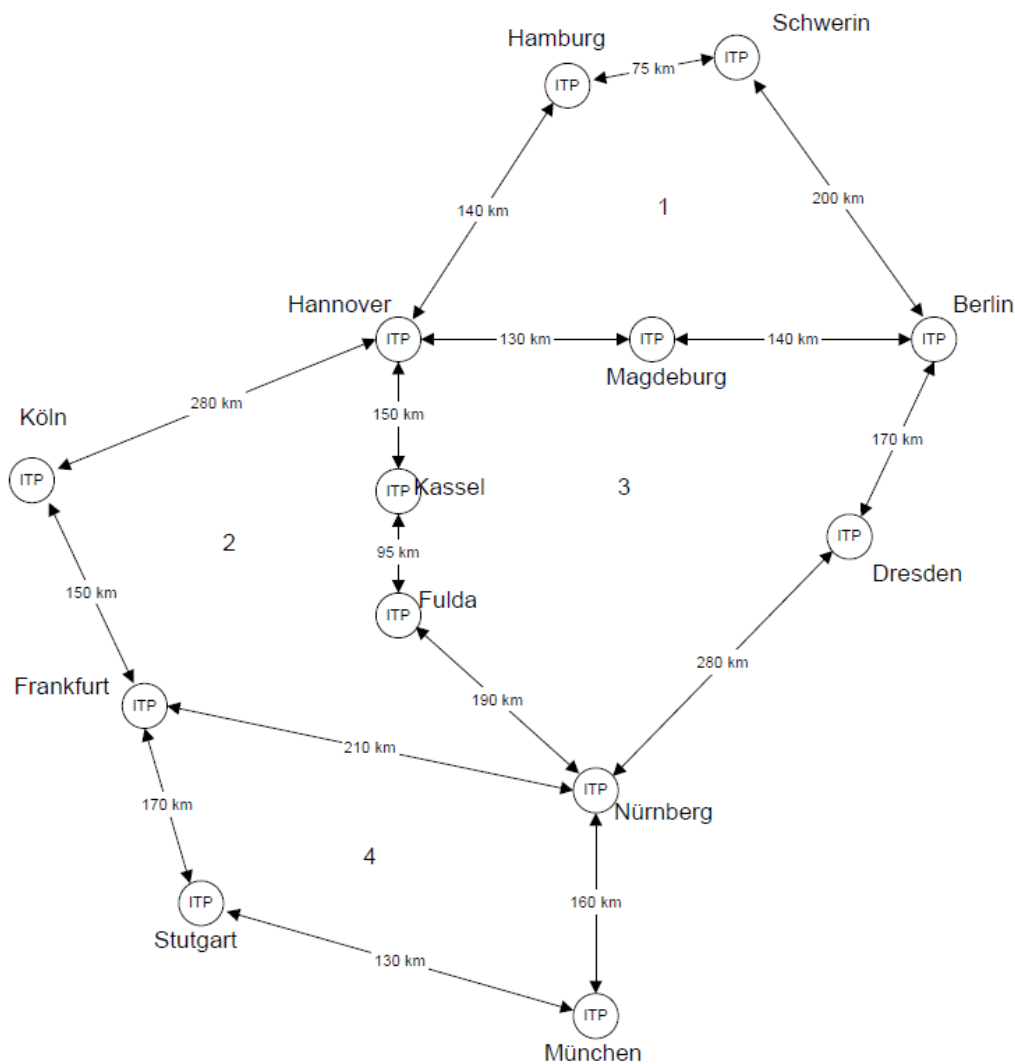 Schwerin
Hamburg
ITP
75 km
ITP
140 km
1
200 km
Hannover
Berlin
ITP
130 km
ITP
140 km
ITP
Magdeburg
280 km
150 km
Köln
170 km
ITP
ITP
Kassel
3
2
95 km
ITP
Dresden
150 km
ITP
Fulda
280 km
Frankfurt
190 km
ITP
210 km
ITP
Nürnberg
170 km
4
ITP
160 km
Stutgart
130 km
ITP
München